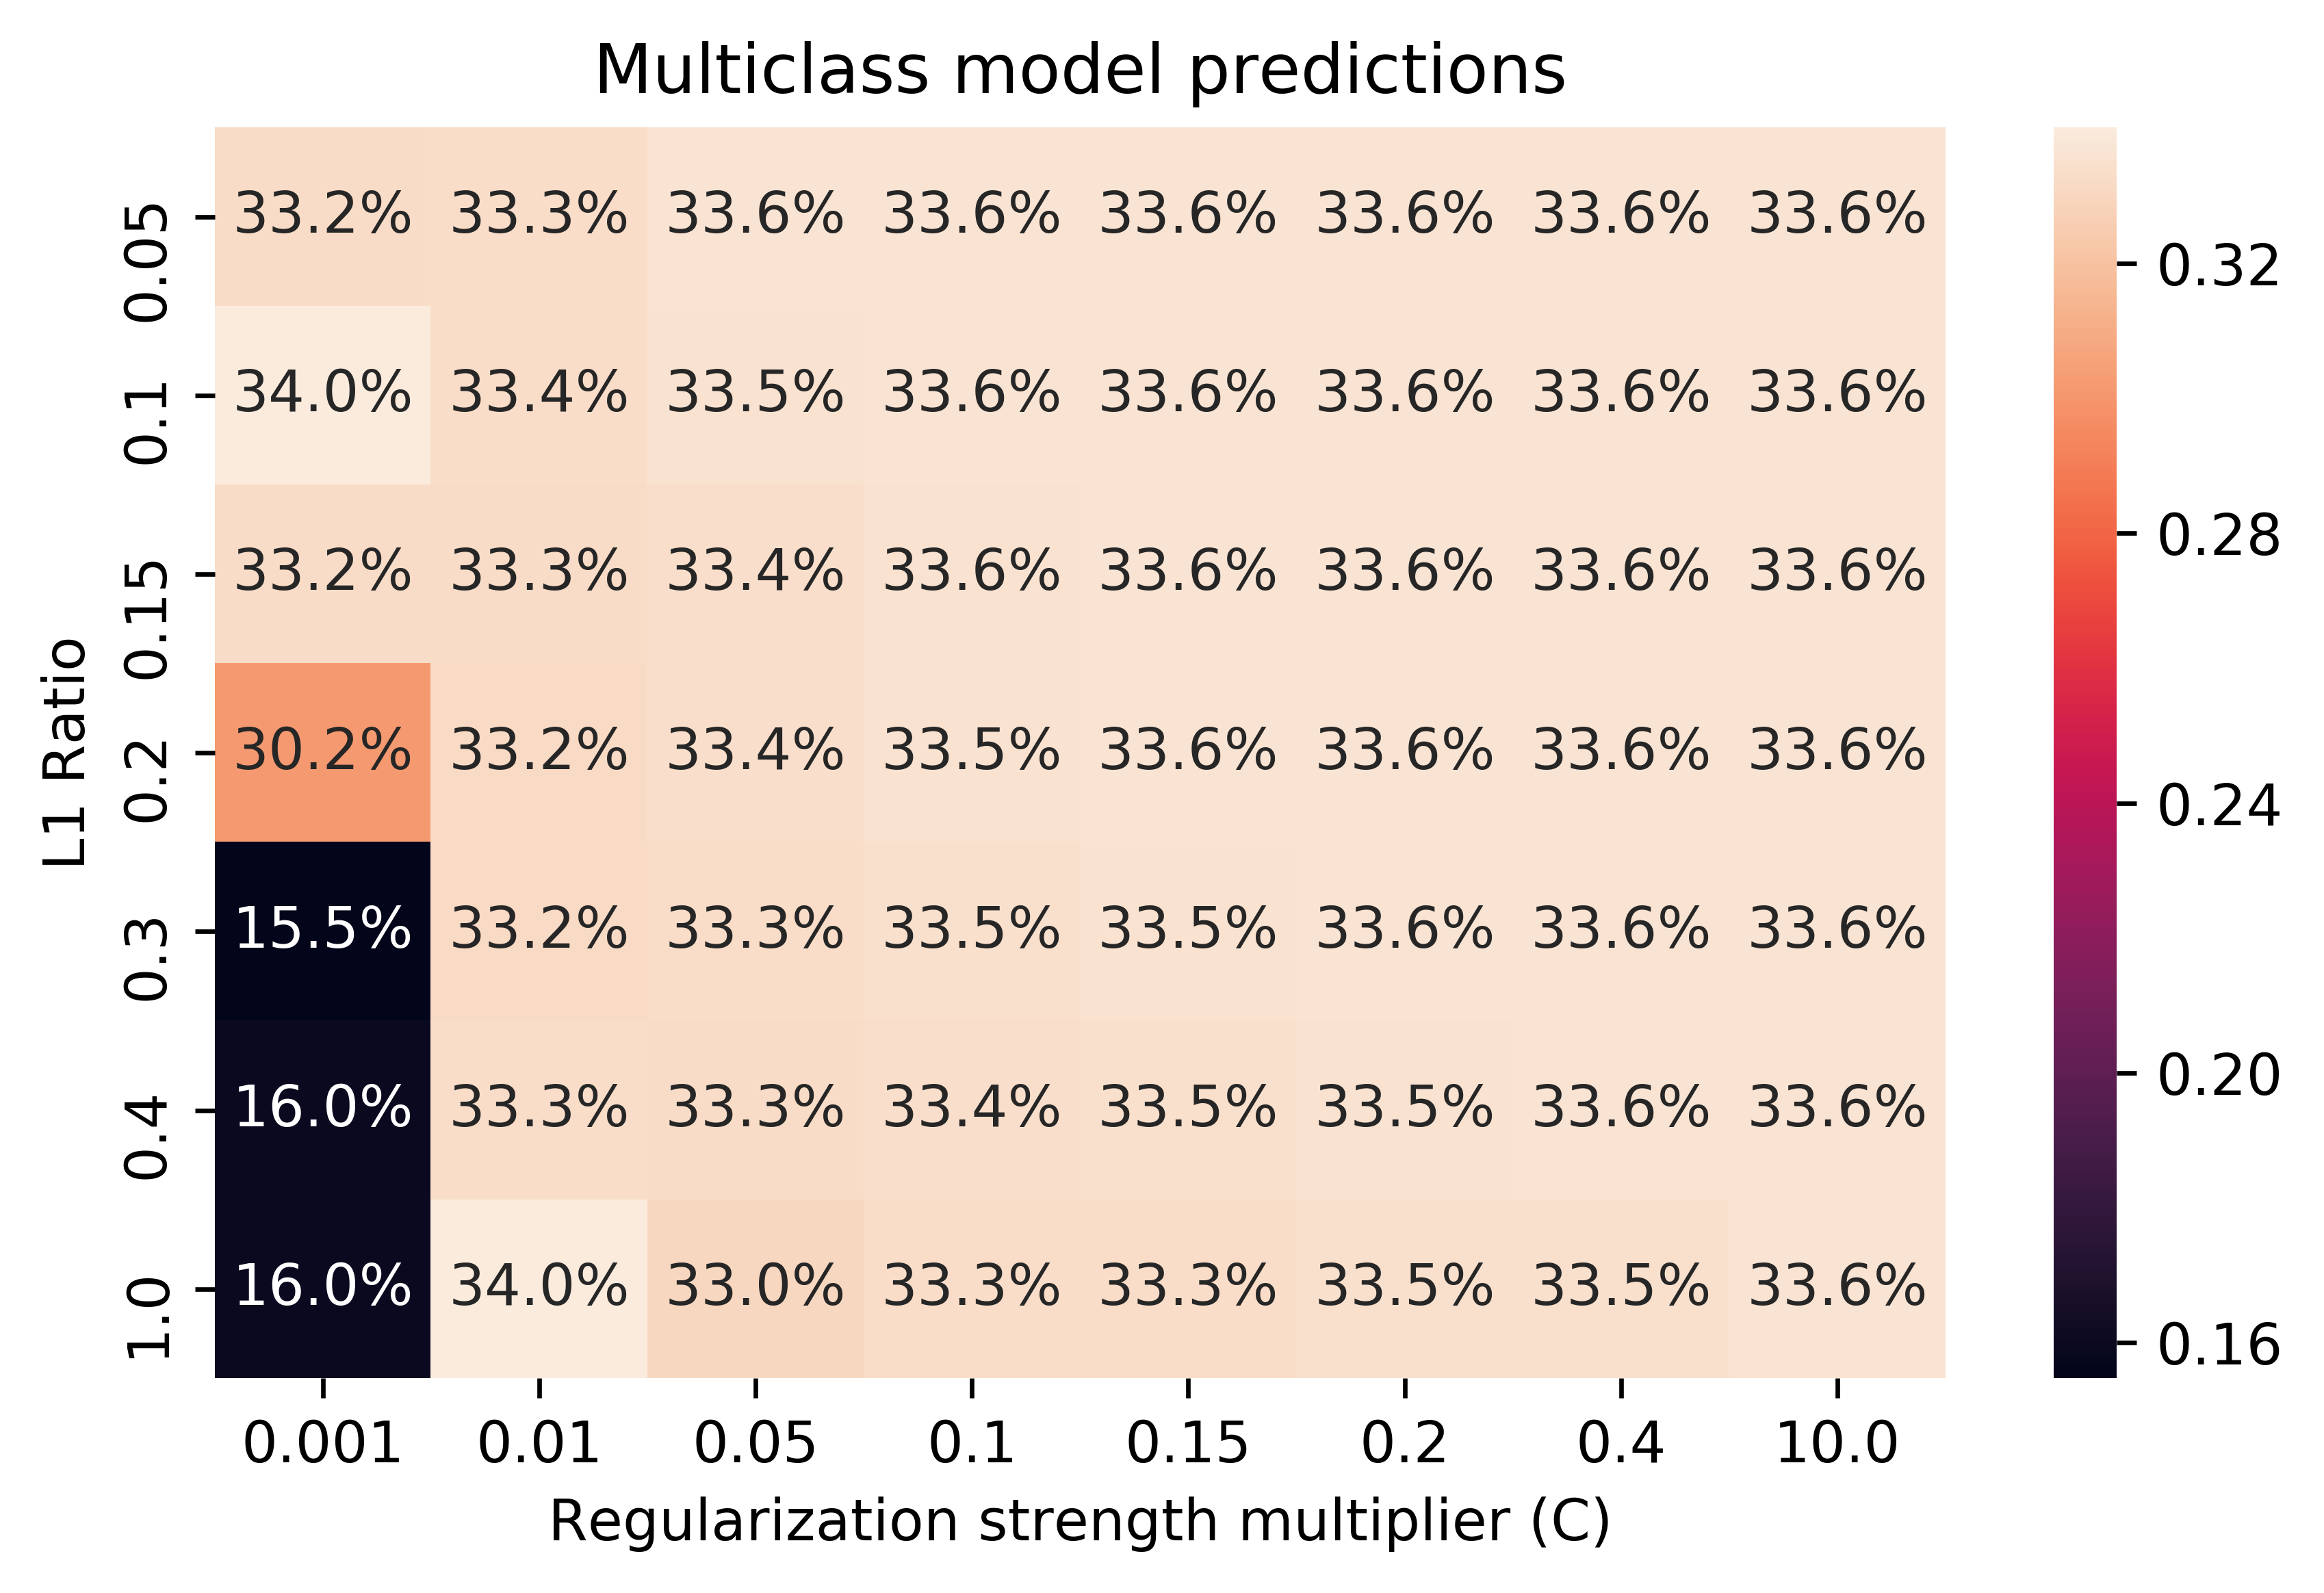 Multiclass model predictions
L1 Ratio
0.05 33.2% 33.3% 33.6% 33.6% 33.6% 33.6% 33.6% 33.6%
0.1 34.0% 33.4% 33.5% 33.6% 33.6% 33.6% 33.6% 33.6%
0.15 33.2% 33.3% 33.4% 33.6% 33.6% 33.6% 33.6% 33.6%
0.2 30.2% 33.2% 33.4% 33.5% 33.6% 33.6% 33.6% 33.6%
0.3 15.5% 33.2% 33.3% 33.5% 33.5% 33.6% 33.6% 33.6%
0.4 16.0% 33.3% 33.3% 33.4% 33.5% 33.5% 33.6% 33.6%
1.0 16.0% 34.0% 33.0% 33.3% 33.3% 33.5% 33.5% 33.6%
0.001 0.01 0.05 0.1 0.15 0.2 0.4 10.0
Regularization strength multiplier (C)
0.32
0.28
0.24
0.20
0.16